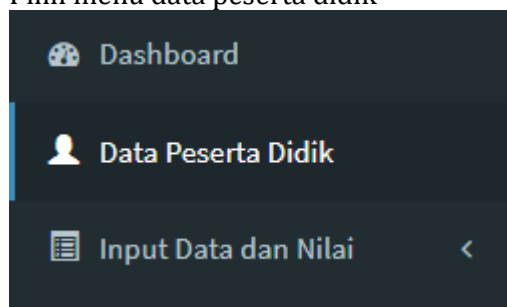 Pilih menu data peserta didik
Dashboard
Data Peserta Didik
Input Data dan Nilai